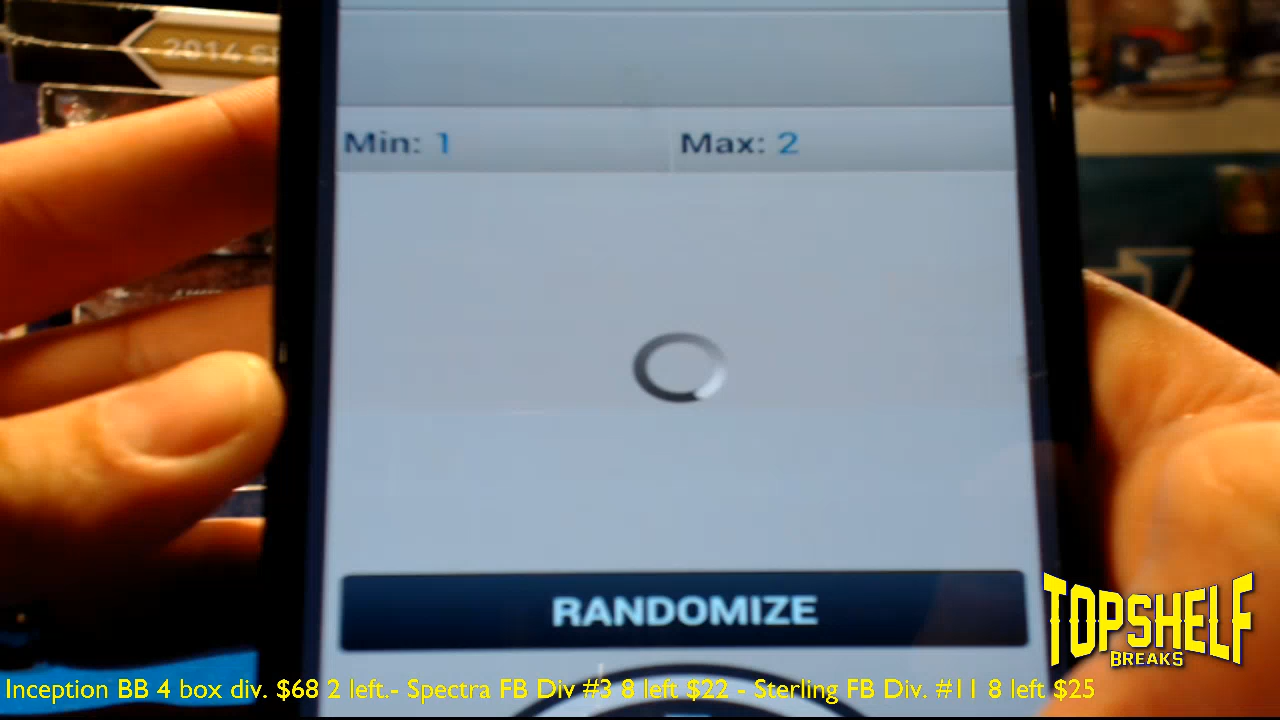 2014
Min: 1 Max: 2
RANDOMIZE
TOPSHELF
BREAKS
Inception BB 4 box div. $68 2 left.- Spectra FB Div #3 8 left $22 - Sterling FB Div. #11 8 left $25